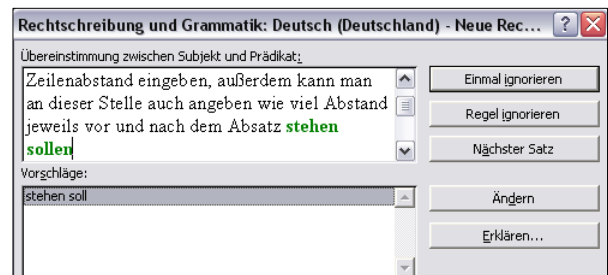 Rechtschreibung und Grammatik: Deutsch (Deutschland) - Neue Rec...
Übereinstimmung zwischen Subjekt und Prädikat:
Zeilenabstand eingeben, außerdem kann man
an dieser Stelle auch angeben wie viel Abstand
jeweils vor und nach dem Absatz stehen
sollen
Einmal ignorieren
Regel ignorieren
Nächster Satz
Vorschläge:
stehen soll
Ändern
Erklären...